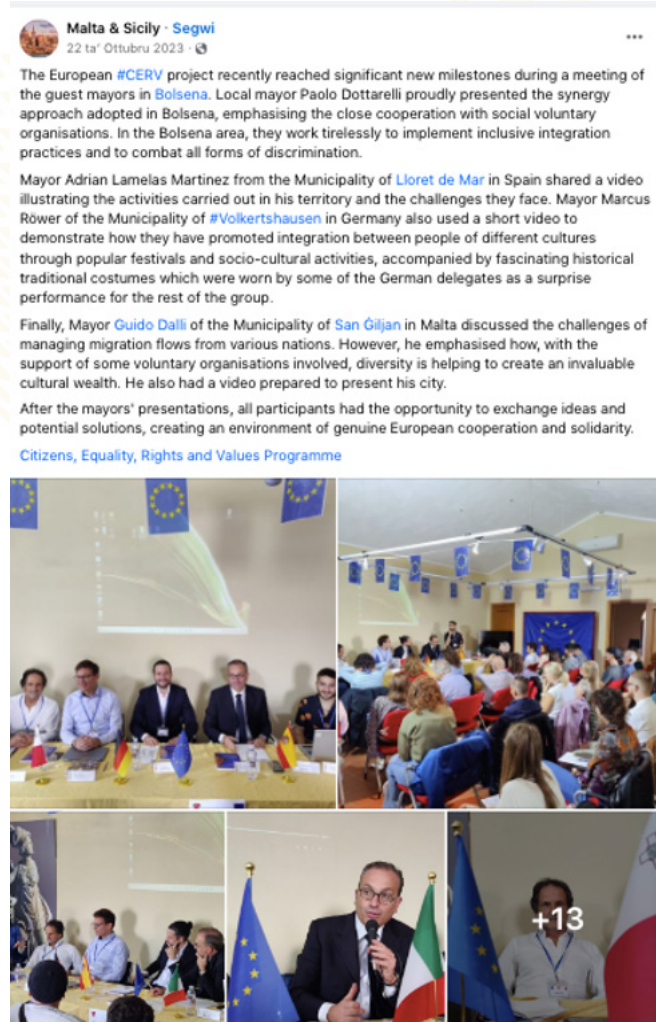 Malta & Sicily · Segwi
22 ta' Ottubru 2023 ·
The European #CERV project recently reached significant new milestones during a meeting of
the guest mayors in Bolsena. Local mayor Paolo Dottarelli proudly presented the synergy
approach adopted in Bolsena, emphasising the close cooperation with social voluntary
organisations. In the Bolsena area, they work tirelessly to implement inclusive integration
practices and to combat all forms of discrimination.
Mayor Adrian Lamelas Martinez from the Municipality of Lloret de Mar in Spain shared a video
illustrating the activities carried out in his territory and the challenges they face. Mayor Marcus
Röwer of the Municipality of #Volkertshausen in Germany also used a short video to
demonstrate how they have promoted integration between people of different cultures
through popular festivals and socio-cultural activities, accompanied by fascinating historical
traditional costumes which were worn by some of the German delegates as a surprise
performance for the rest of the group.
Finally, Mayor Guido Dalli of the Municipality of San Ġiljan in Malta discussed the challenges of
managing migration flows from various nations. However, he emphasised how, with the
support of some voluntary organisations involved, diversity is helping to create an invaluable
cultural wealth. He also had a video prepared to present his city.
After the mayors' presentations, all participants had the opportunity to exchange ideas and
potential solutions, creating an environment of genuine European cooperation and solidarity.
Citizens, Equality, Rights and Values Programme
+13